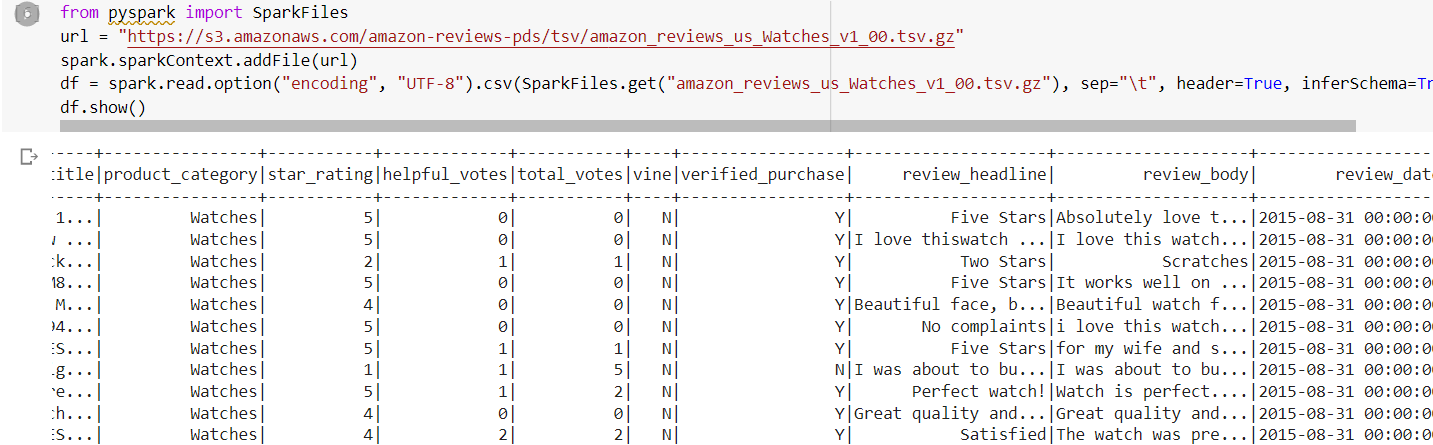 from pyspark import SparkFiles
url = "https://s3.amazonaws.com/amazon-reviews-pds/tsv/amazon_reviews_us_Watches_v1_00.tsv.gz"
spark.sparkContext.addFile(url)
df = spark.read.option("encoding", "UTF-8").csv(SparkFiles.get("amazon_reviews_us_Watches_v1_00.tsv.gz"), sep="\t", header=True, inferSchema=Tr
df.show()
-----+----------------+-----------+-------------+-----------+----+-----------------+--------------------+--------------------+-------------------
title|product_category|star_rating|helpful_votes|total_votes|vine|verified_purchase|     review_headline|         review_body|        review_date
-----+----------------+-----------+-------------+-----------+----+-----------------+--------------------+--------------------+-------------------
1...|         Watches|          5|            0|          0|   N|                Y|          Five Stars|Absolutely love t...|2015-08-31 00:00:0
...|         Watches|          5|            0|          0|   N|                Y|I love thiswatch ...|I love this watch...|2015-08-31 00:00:0
ck...|         Watches|          2|            1|          1|   N|                Y|           Two Stars|           Scratches|2015-08-31 00:00:0
M8...|         Watches|          5|            0|          0|   N|                Y|          Five Stars|It works well on ...|2015-08-31 00:00:0
M...|         Watches|          4|            0|          0|   N|                Y|Beautiful face, b...|Beautiful watch f...|2015-08-31 00:00:0
94...|         Watches|          5|            0|          0|   N|                Y|       No complaints|i love this watch...|2015-08-31 00:00:0
ES...|         Watches|          5|            1|          1|   N|                Y|          Five Stars|for my wife and s...|2015-08-31 00:00:0
ig...|         Watches|          1|            1|          5|   N|                N|I was about to bu...|I was about to bu...|2015-08-31 00:00:0
re...|         Watches|          5|            1|          2|   N|                Y|      Perfect watch!|Watch is perfect....|2015-08-31 00:00:0
ch...|         Watches|          4|            0|          0|   N|                Y|Great quality and...|Great quality and...|2015-08-31 00:00:0
ES...|         Watches|          4|            2|          2|   N|                Y|           Satisfied|The watch was pre...|2015-08-31 00:00:0